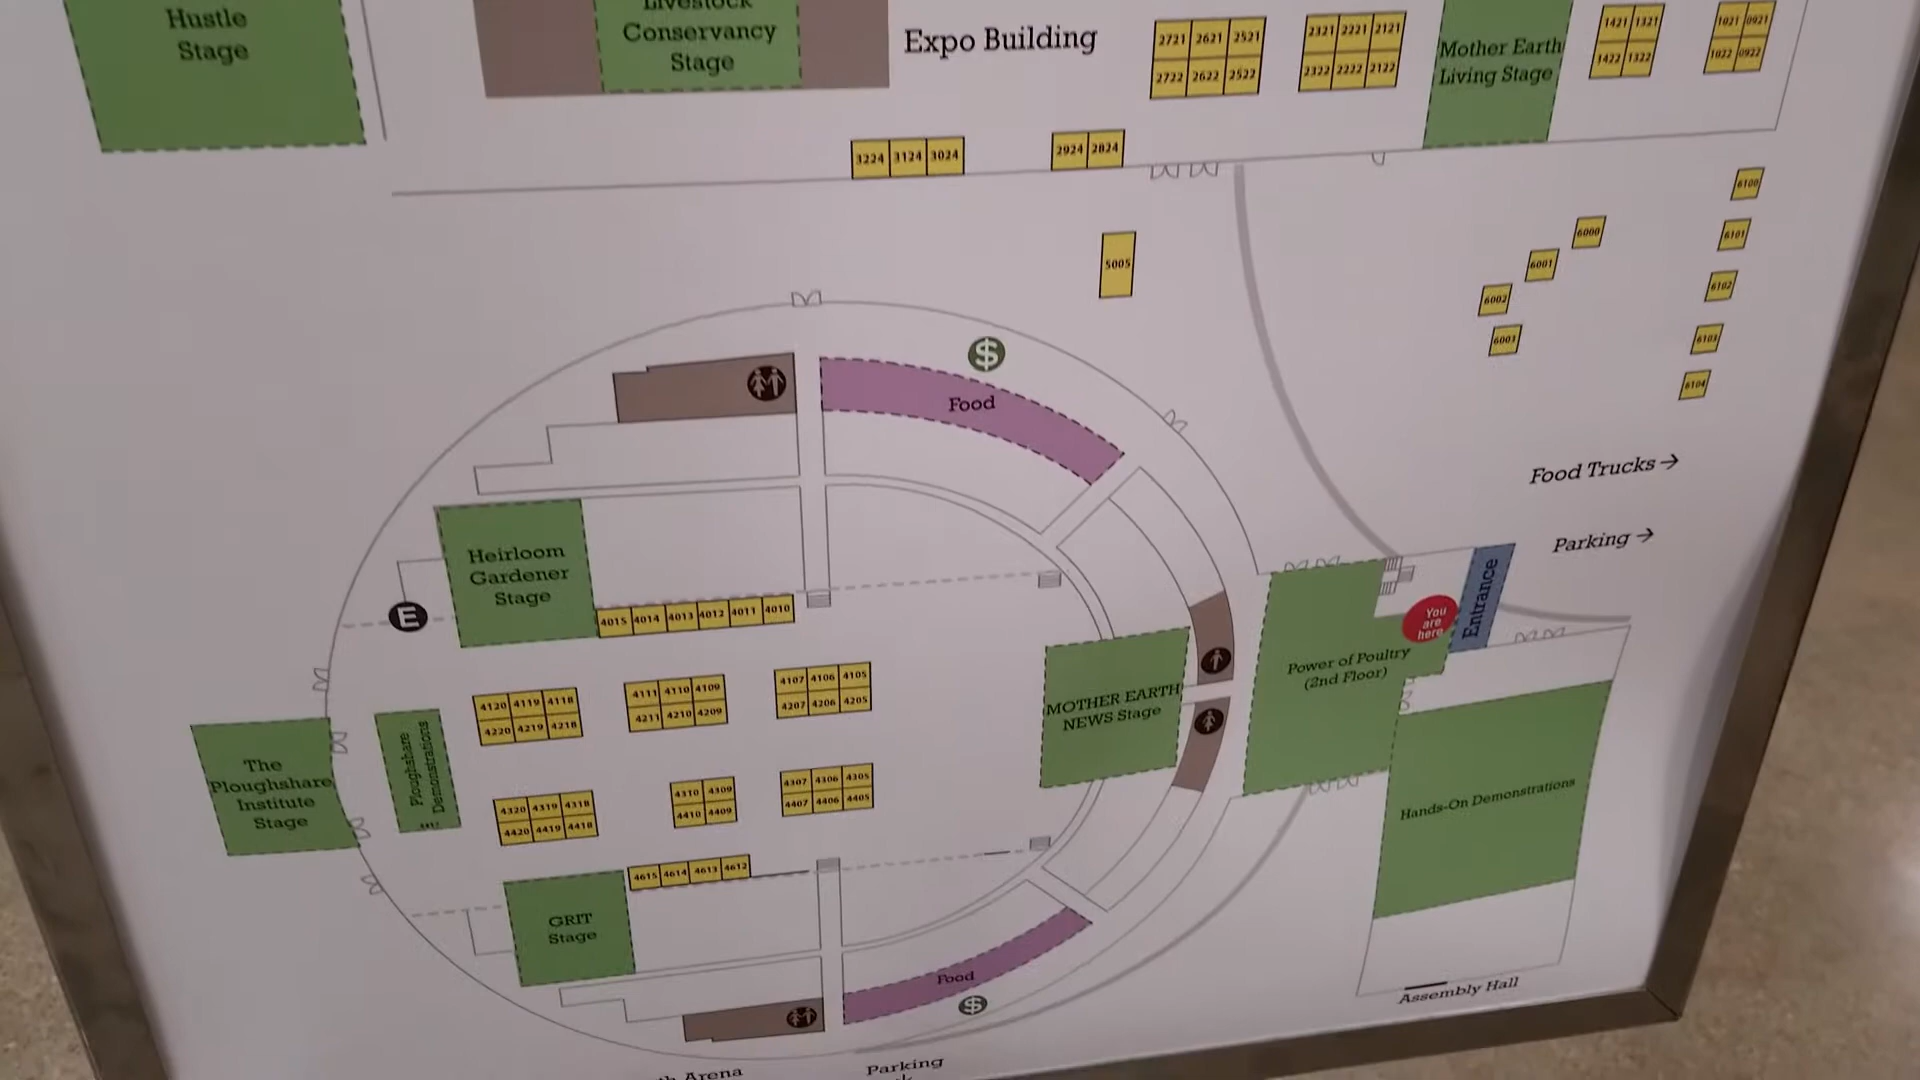 Hustle
Stage
Livestock
Conservancy
Stage
Expo Building
2721 2621 2521
2722 2622 2522
2321 2221 2121
2322 2222 2122
Mother Earth
Living Stage
1421 1321
1422 1322
1021 0921
1022 0922
3224 3124 3024
2924 2824
5005
6100
6000
6101
6001
6102
6002
6003
6103
6104
$
Food
Food Trucks →
Parking →
Heirloom
Gardener
Stage
E
4015 4014 4013 4012 4011 4010
Entrance
You
are
here
Power of Poultry
(2nd Floor)
4120 4119 4118
4220 4219 4218
4111 4110 4109
4211 4210 4209
4107 4106 4105
4207 4206 4205
MOTHER EARTH
NEWS Stage
The
Ploughshare
Institute
Stage
Ploughshare
Demonstrations
4320 4319 4318
4420 4419 4418
4310 4309
4410 4409
4307 4306 4305
4407 4406 4405
Hands-On Demonstrations
4615 4614 4613 4612
GRIT
Stage
Food
$
Assembly Hall
Arena
Parking